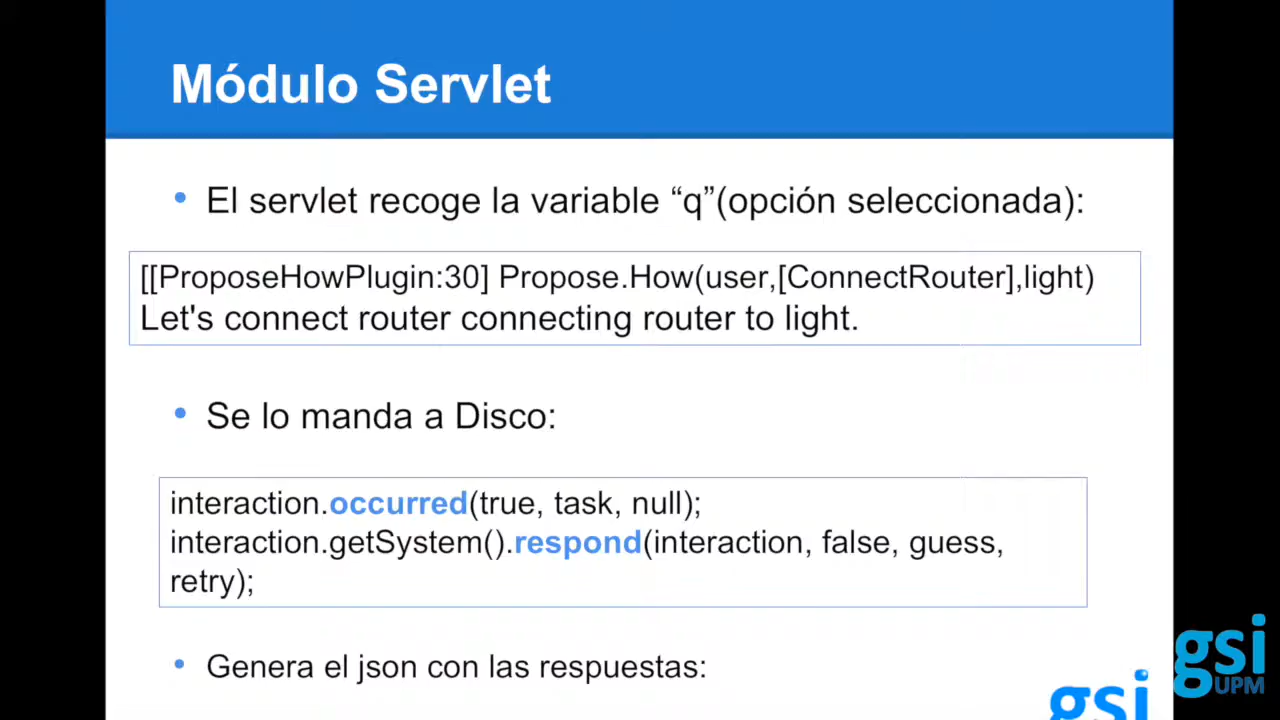 Módulo Servlet
• El servlet recoge la variable “q”(opción seleccionada):
[[ProposeHowPlugin:30] Propose.How(user,[ConnectRouter],light)
Let's connect router connecting router to light.
• Se lo manda a Disco:
interaction.occurred(true, task, null);
interaction.getSystem().respond(interaction, false, guess,
retry);
• Genera el json con las respuestas:
gsi
gsi
UPM